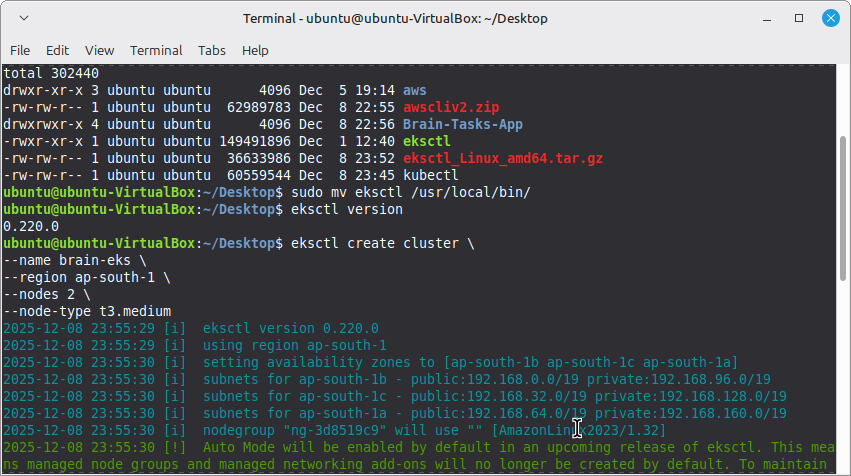 Terminal - ubuntu@ubuntu-VirtualBox: ~/Desktop
File Edit View Terminal Tabs Help
total 302440
drwxr-xr-x 3 ubuntu ubuntu      4096 Dec  5 19:14 aws
-rw-rw-r-- 1 ubuntu ubuntu  62989783 Dec  8 22:55 awscliv2.zip
drwxrwxr-x 4 ubuntu ubuntu      4096 Dec  8 22:56 Brain-Tasks-App
-rwxr-xr-x 1 ubuntu ubuntu 149491896 Dec  1 12:40 eksctl
-rw-rw-r-- 1 ubuntu ubuntu  36633986 Dec  8 23:52 eksctl_Linux_amd64.tar.gz
-rw-rw-r-- 1 ubuntu ubuntu  60559544 Dec  8 23:45 kubectl
ubuntu@ubuntu-VirtualBox:~/Desktop$ sudo mv eksctl /usr/local/bin/
ubuntu@ubuntu-VirtualBox:~/Desktop$ eksctl version
0.220.0
ubuntu@ubuntu-VirtualBox:~/Desktop$ eksctl create cluster \
--name brain-eks \
--region ap-south-1 \
--nodes 2 \
--node-type t3.medium
2025-12-08 23:55:29 [i]  eksctl version 0.220.0
2025-12-08 23:55:29 [i]  using region ap-south-1
2025-12-08 23:55:30 [i]  setting availability zones to [ap-south-1b ap-south-1c ap-south-1a]
2025-12-08 23:55:30 [i]  subnets for ap-south-1b - public:192.168.0.0/19 private:192.168.96.0/19
2025-12-08 23:55:30 [i]  subnets for ap-south-1c - public:192.168.32.0/19 private:192.168.128.0/19
2025-12-08 23:55:30 [i]  subnets for ap-south-1a - public:192.168.64.0/19 private:192.168.160.0/19
2025-12-08 23:55:30 [i]  nodegroup "ng-3d8519c9" will use "" [AmazonLinux2023/1.32]
2025-12-08 23:55:30 [!]  Auto Mode will be enabled by default in an upcoming release of eksctl. This mea
ns managed node groups and managed networking add-ons will no longer be created by default. To maintain